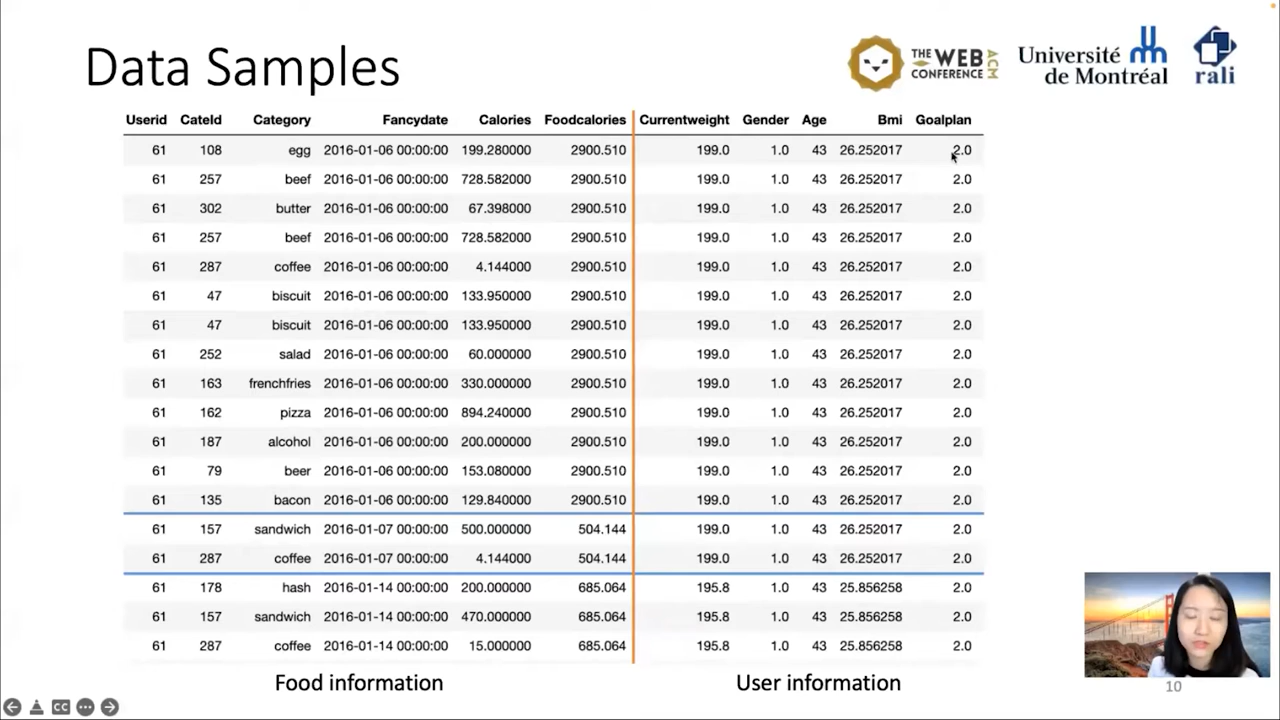 Data Samples
THE WEB CONFERENCE ACM
Université de Montréal
rali
Userid CateId Category Fancydate Calories Foodcalories Currentweight Gender Age Bmi Goalplan
61 108 egg 2016-01-06 00:00:00 199.280000 2900.510 199.0 1.0 43 26.252017 2.0
61 257 beef 2016-01-06 00:00:00 728.582000 2900.510 199.0 1.0 43 26.252017 2.0
61 302 butter 2016-01-06 00:00:00 67.398000 2900.510 199.0 1.0 43 26.252017 2.0
61 257 beef 2016-01-06 00:00:00 728.582000 2900.510 199.0 1.0 43 26.252017 2.0
61 287 coffee 2016-01-06 00:00:00 4.144000 2900.510 199.0 1.0 43 26.252017 2.0
61 47 biscuit 2016-01-06 00:00:00 133.950000 2900.510 199.0 1.0 43 26.252017 2.0
61 47 biscuit 2016-01-06 00:00:00 133.950000 2900.510 199.0 1.0 43 26.252017 2.0
61 252 salad 2016-01-06 00:00:00 60.000000 2900.510 199.0 1.0 43 26.252017 2.0
61 163 frenchfries 2016-01-06 00:00:00 330.000000 2900.510 199.0 1.0 43 26.252017 2.0
61 162 pizza 2016-01-06 00:00:00 894.240000 2900.510 199.0 1.0 43 26.252017 2.0
61 187 alcohol 2016-01-06 00:00:00 200.000000 2900.510 199.0 1.0 43 26.252017 2.0
61 79 beer 2016-01-06 00:00:00 153.080000 2900.510 199.0 1.0 43 26.252017 2.0
61 135 bacon 2016-01-06 00:00:00 129.840000 2900.510 199.0 1.0 43 26.252017 2.0
61 157 sandwich 2016-01-07 00:00:00 500.000000 504.144 199.0 1.0 43 26.252017 2.0
61 287 coffee 2016-01-07 00:00:00 4.144000 504.144 199.0 1.0 43 26.252017 2.0
61 178 hash 2016-01-14 00:00:00 200.000000 685.064 195.8 1.0 43 25.856258 2.0
61 157 sandwich 2016-01-14 00:00:00 470.000000 685.064 195.8 1.0 43 25.856258 2.0
61 287 coffee 2016-01-14 00:00:00 15.000000 685.064 195.8 1.0 43 25.856258 2.0
Food information
User information
10
CC